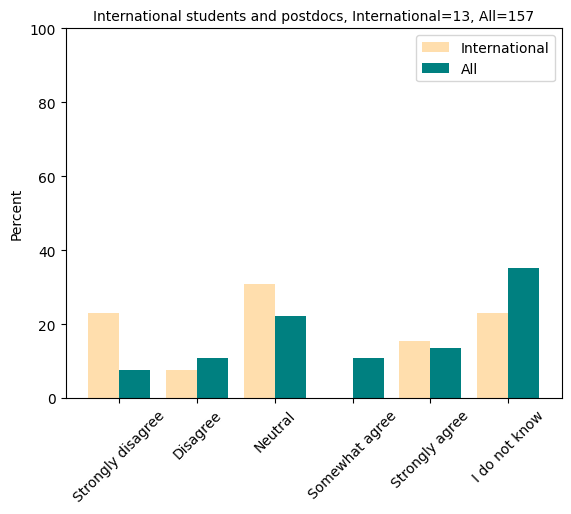 International students and postdocs, International=13, All=157
International
All
Percent
100
80
60
40
20
0
Strongly disagree
Disagree
Neutral
Somewhat agree
Strongly agree
I do not know